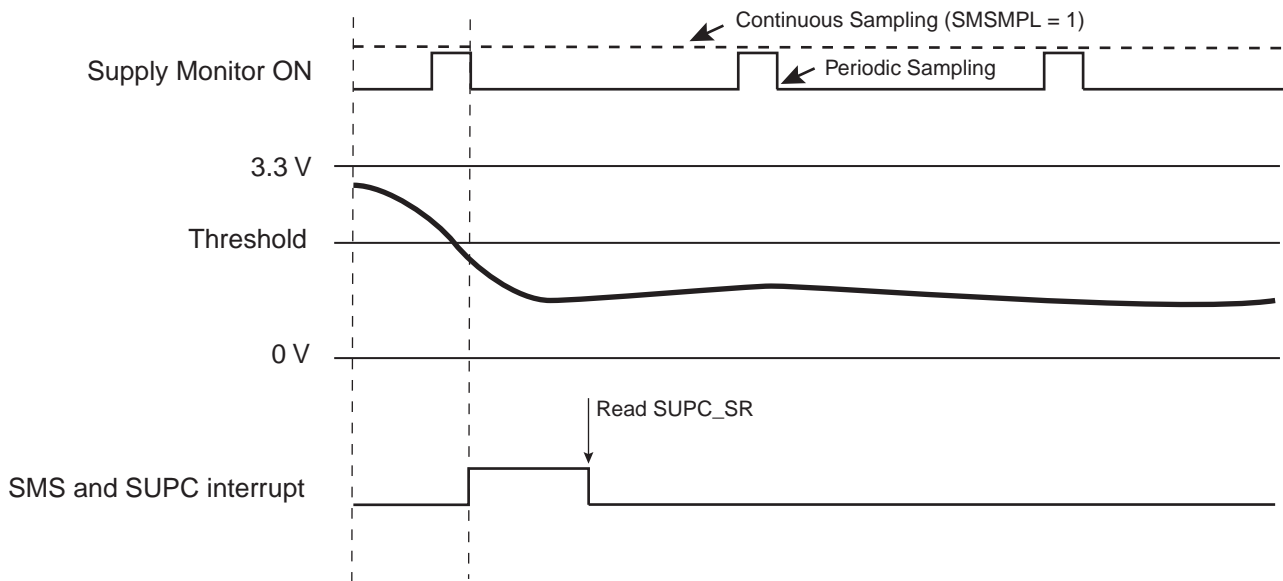 Continuous Sampling (SMSMPL = 1)
Supply Monitor ON
Periodic Sampling
3.3 V
Threshold
0 V
Read SUPC_SR
SMS and SUPC interrupt